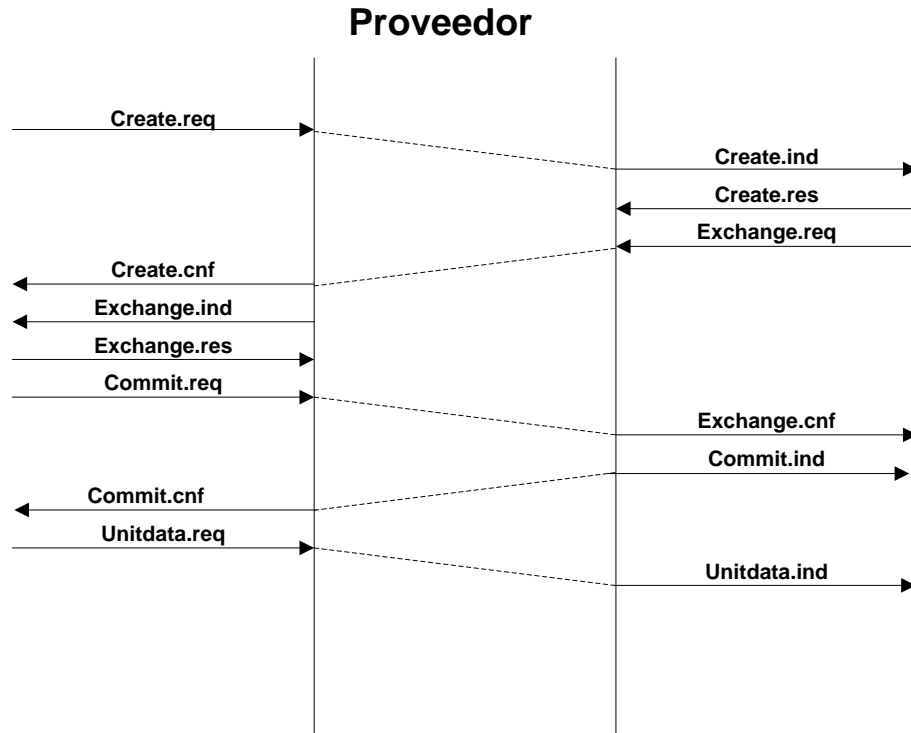 Proveedor
Create.req
Create.ind
Create.res
Exchange.req
Create.cnf
Exchange.ind
Exchange.res
Commit.req
Exchange.cnf
Commit.ind
Commit.cnf
Unitdata.req
Unitdata.ind